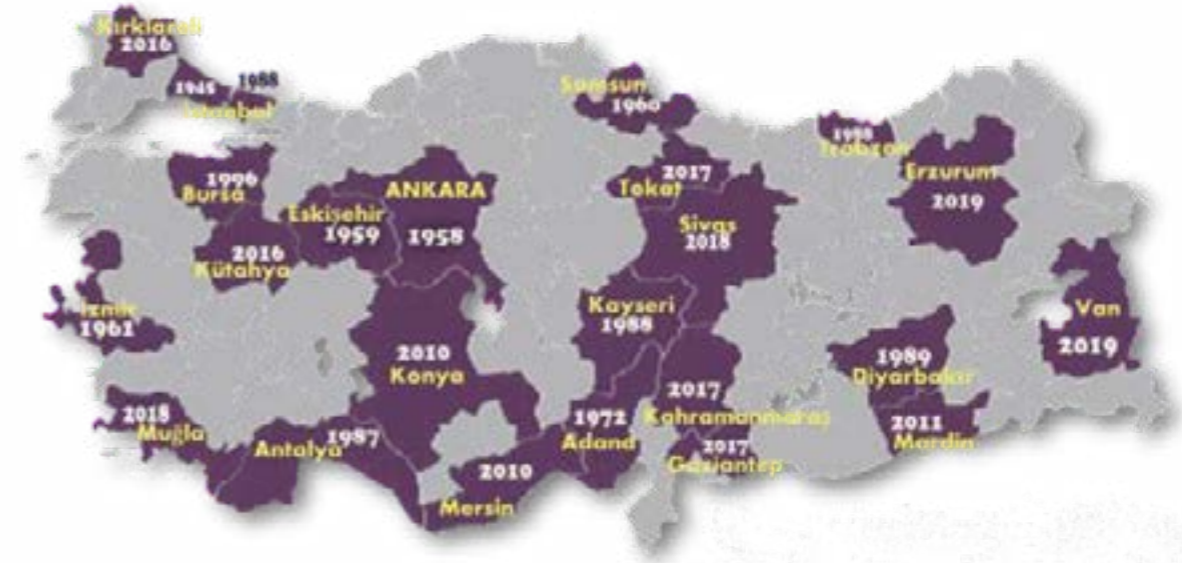 Kırklareli
2016
1945
1988
İstanbul
Samsun
1960
1988
Trabzon
Erzurum
2019
1996
Bursa
ANKARA
1958
Eskişehir
1959
2016
Kütahya
2017
Tokat
Sivas
2018
İzmir
1961
Kayseri
1988
Van
2019
2010
Konya
1989
Diyarbakır
2017
Kahramanmaraş
2018
Muğla
Antalya
1987
1972
Adana
2011
Mardin
2017
Gaziantep
2010
Mersin